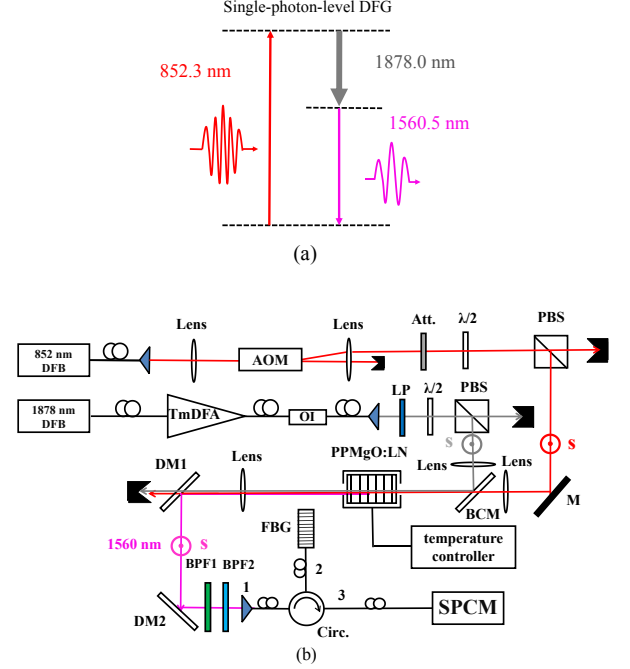 Single-photon-level DFG
852.3 nm
1878.0 nm
1560.5 nm
(a)
Lens
Lens
Att.
λ/2
PBS
852 nm
DFB
AOM
1878 nm
DFB
TmDFA
OI
LP
λ/2
PBS
S
S
DM1
Lens
PPMgO:LN
Lens
Lens
BCM
M
1560 nm
S
FBG
temperature
controller
BPF1
BPF2
1
2
3
SPCM
DM2
Circ.
(b)